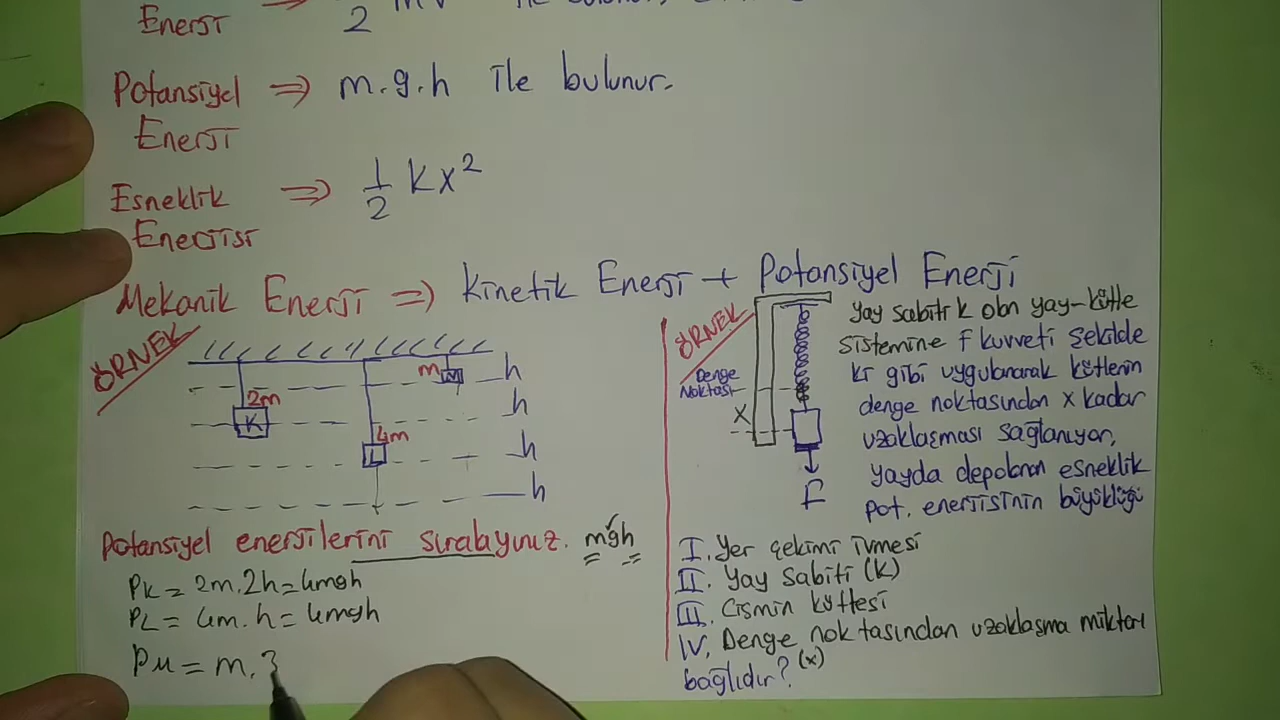 Enerji
1/2 mv
Potansiyel ⇒ m.g.h ile bulunur.
Enerji
Esneklik ⇒ 1/2 kx²
Enerjisi
Mekanik Enerji ⇒ Kinetik Enerji + Potansiyel Enerji
ÖRNEK
2m
K
4m
L
m
M
h
h
h
h
Potansiyel enerjilerini sıralayınız. mgh
PK = 2m.2h=4mgh
PL = 4m.h=4mgh
PM = m.3
ÖRNEK
Denge
Noktası
X
F
Yay sabiti k olan yay-kütle
sistemine F kuvveti şekilde
ki gibi uygulanarak kütlenin
denge noktasından x kadar
uzaklaşması sağlanıyor,
yayda depolanan esneklik
pot. enerjisinin büyüklüğü
I. Yer çekimi ivmesi
II. Yay Sabiti (K)
III. Cismin kütlesi
IV. Denge noktasından uzaklaşma miktarı
(x)
bağlıdır?